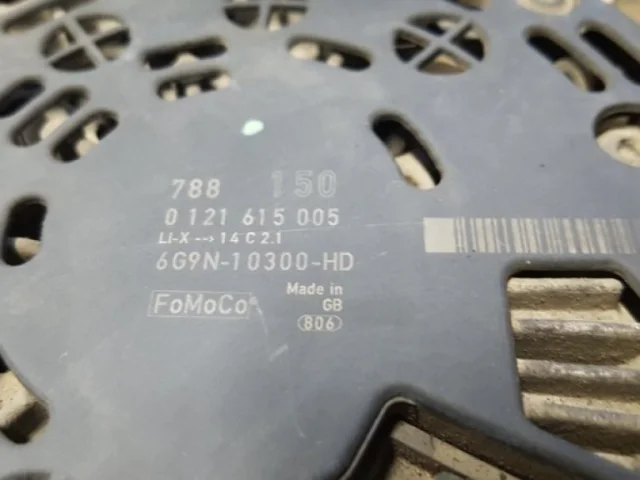 788 150
0 121 615 005
LI-X --> 14 C 2.1
6G9N-10300-HD
FoMoCo® Made in
GB
806